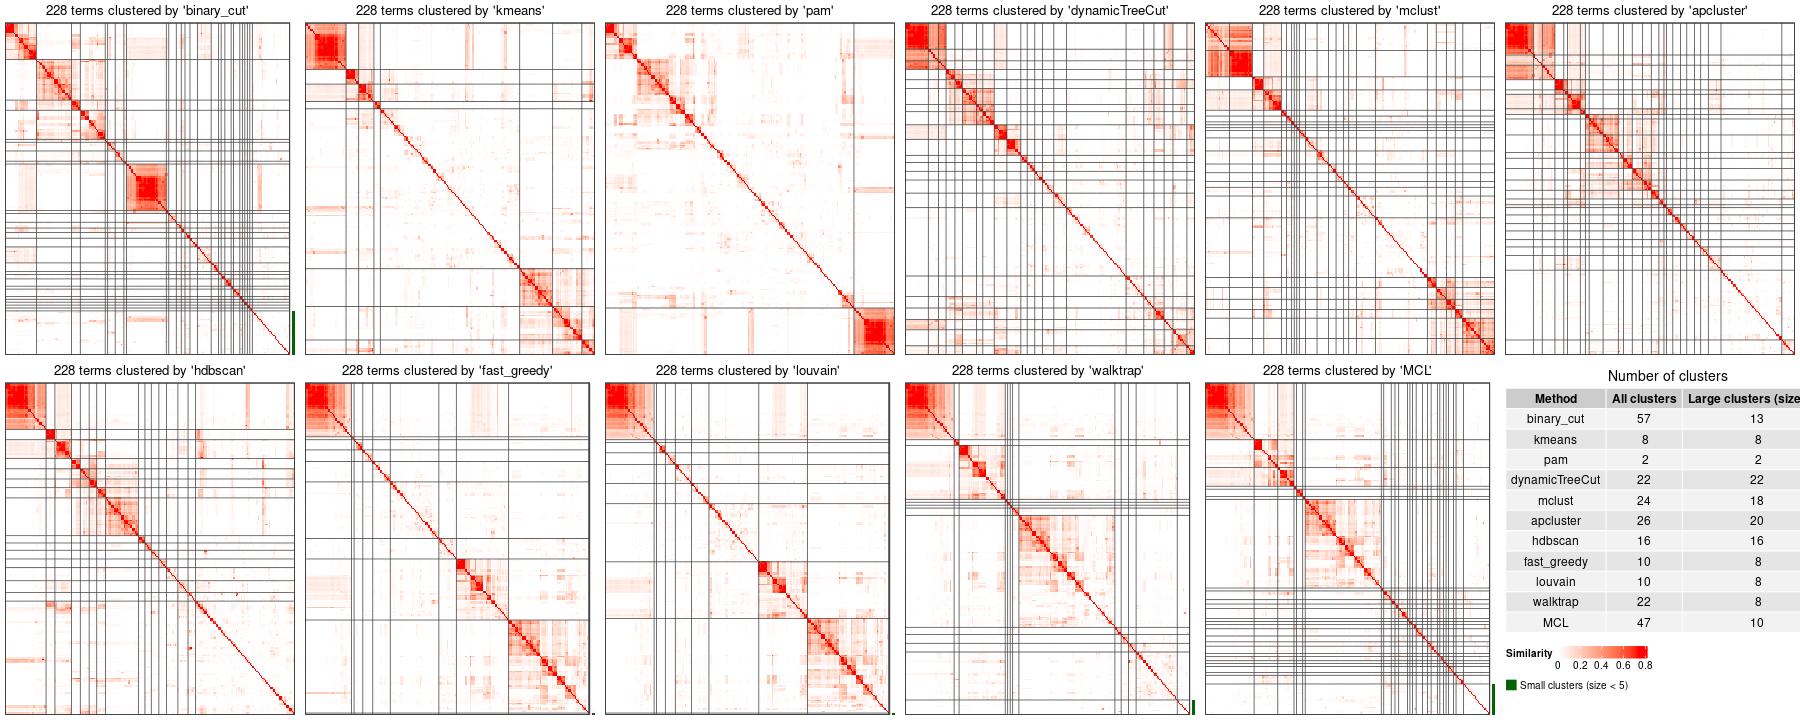 228 terms clustered by 'binary_cut'
228 terms clustered by 'kmeans'
228 terms clustered by 'pam'
228 terms clustered by 'dynamicTreeCut'
228 terms clustered by 'mclust'
228 terms clustered by 'apcluster'
228 terms clustered by 'hdbscan'
228 terms clustered by 'fast_greedy'
228 terms clustered by 'louvain'
228 terms clustered by 'walktrap'
228 terms clustered by 'MCL'
Number of clusters
Method All clusters Large clusters (size
binary_cut 57 13
kmeans 8 8
pam 2 2
dynamicTreeCut 22 22
mclust 24 18
apcluster 26 20
hdbscan 16 16
fast_greedy 10 8
louvain 10 8
walktrap 22 8
MCL 47 10
Similarity
0 0.2 0.4 0.6 0.8
Small clusters (size < 5)